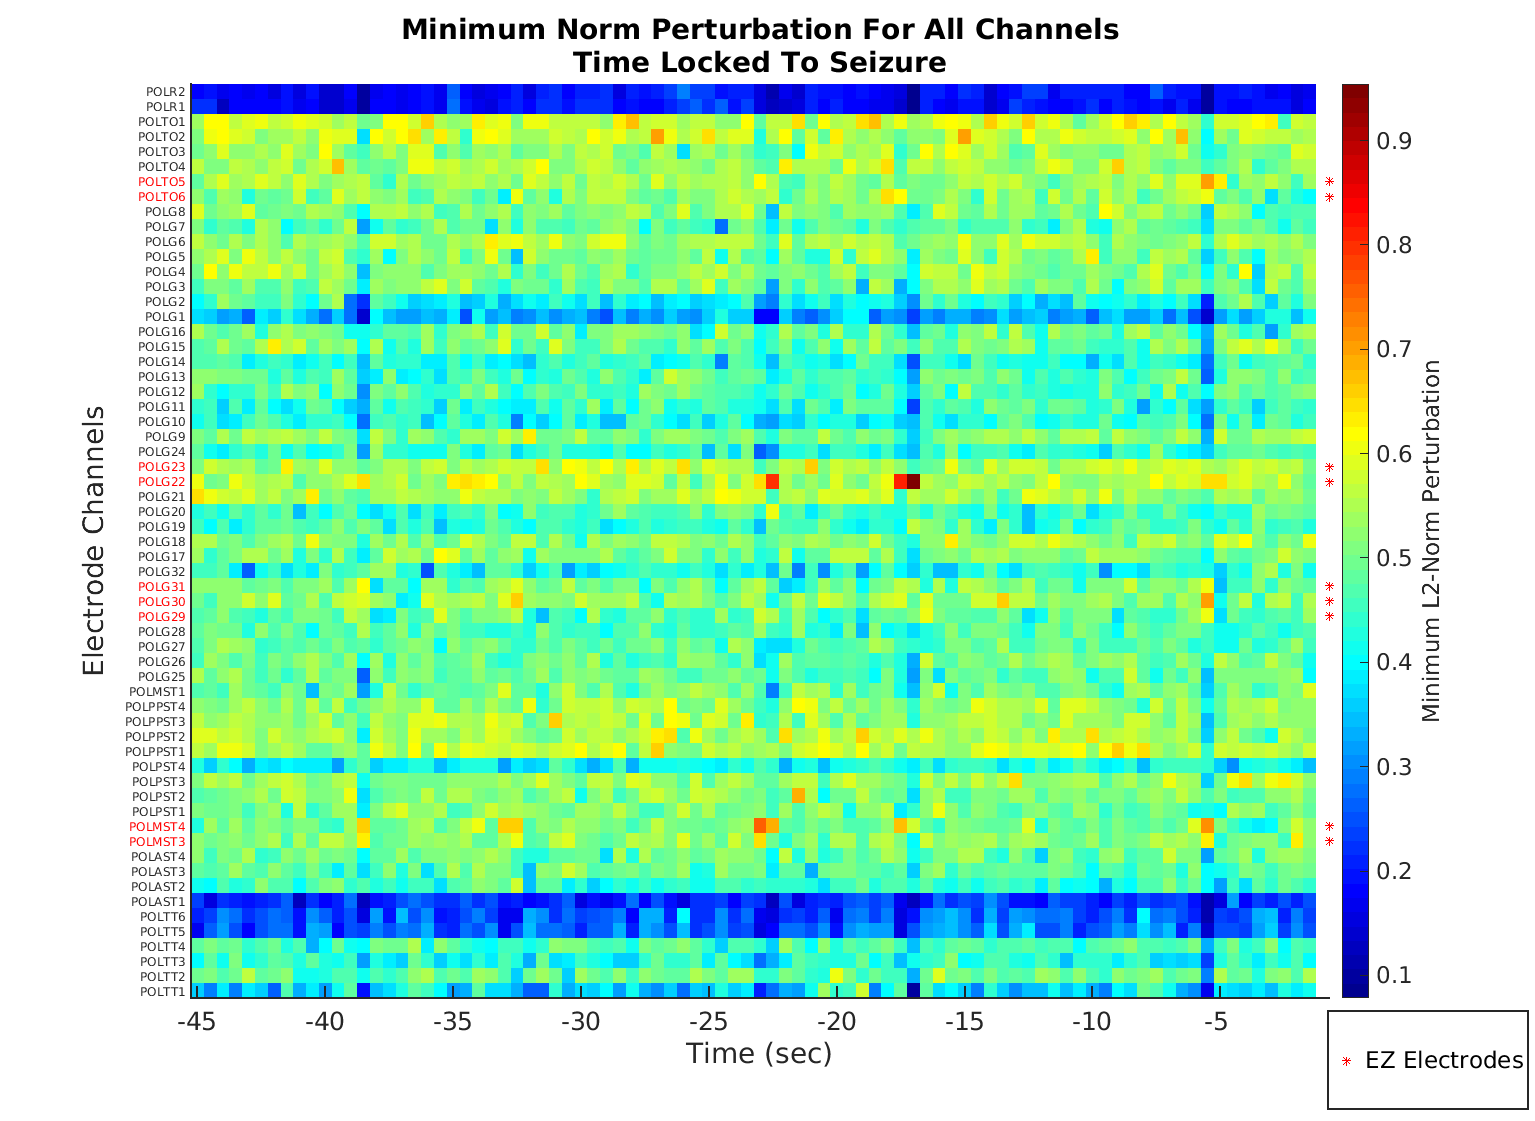 Minimum Norm Perturbation For All Channels
Time Locked To Seizure
Electrode Channels
POLR2
POLR1
POLTO1
POLTO2
POLTO3
POLTO4
POLTO5
POLTO6
POLG8
POLG7
POLG6
POLG5
POLG4
POLG3
POLG2
POLG1
POLG16
POLG15
POLG14
POLG13
POLG12
POLG11
POLG10
POLG9
POLG24
POLG23
POLG22
POLG21
POLG20
POLG19
POLG18
POLG17
POLG32
POLG31
POLG30
POLG29
POLG28
POLG27
POLG26
POLG25
POLMST1
POLPPST4
POLPPST3
POLPPST2
POLPPST1
POLPST4
POLPST3
POLPST2
POLPST1
POLMST4
POLMST3
POLAST4
POLAST3
POLAST2
POLAST1
POLTT6
POLTT5
POLTT4
POLTT3
POLTT2
POLTT1
-45 -40 -35 -30 -25 -20 -15 -10 -5
Time (sec)
0.9
0.8
0.7
0.6
0.5
0.4
0.3
0.2
0.1
Minimum L2-Norm Perturbation
EZ Electrodes